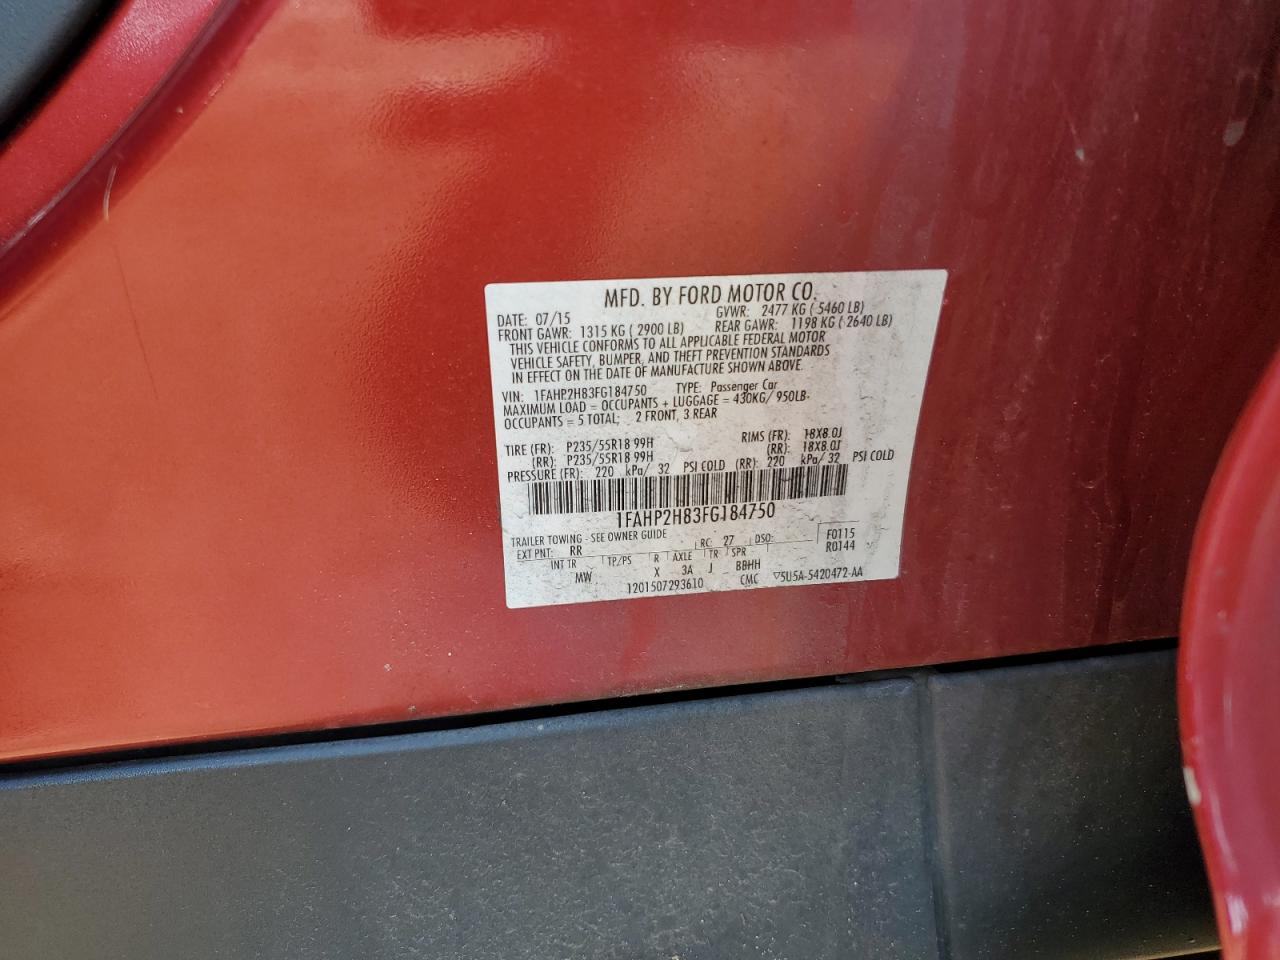 MFD. BY FORD MOTOR CO.
DATE: 07/15 GVWR: 2477 KG ( 5460 LB)
FRONT GAWR: 1315 KG ( 2900 LB) REAR GAWR: 1198 KG ( 2640 LB)
THIS VEHICLE CONFORMS TO ALL APPLICABLE FEDERAL MOTOR
VEHICLE SAFETY, BUMPER, AND THEFT PREVENTION STANDARDS
IN EFFECT ON THE DATE OF MANUFACTURE SHOWN ABOVE.
VIN: 1FAHP2H83FG184750 TYPE: Passenger Car
MAXIMUM LOAD = OCCUPANTS + LUGGAGE = 430KG/ 950LB.
OCCUPANTS = 5 TOTAL; 2 FRONT, 3 REAR
TIRE (FR): P235/55R18 99H RIMS (FR): 18X8.0J
(RR): P235/55R18 99H (RR): 18X8.0J
PRESSURE (FR): 220 kPa/ 32 PSI COLD (RR): 220 kPa/ 32 PSI COLD
1FAHP2H83FG184750
TRAILER TOWING - SEE OWNER GUIDE
EXT PNT: RR RC: 27 DSO: F0115
R0144
INT TR TP/PS R AXLE TR SPR
MW X 3A J BBHH
1201507293610 CMC ▽5U5A-5420472-AA